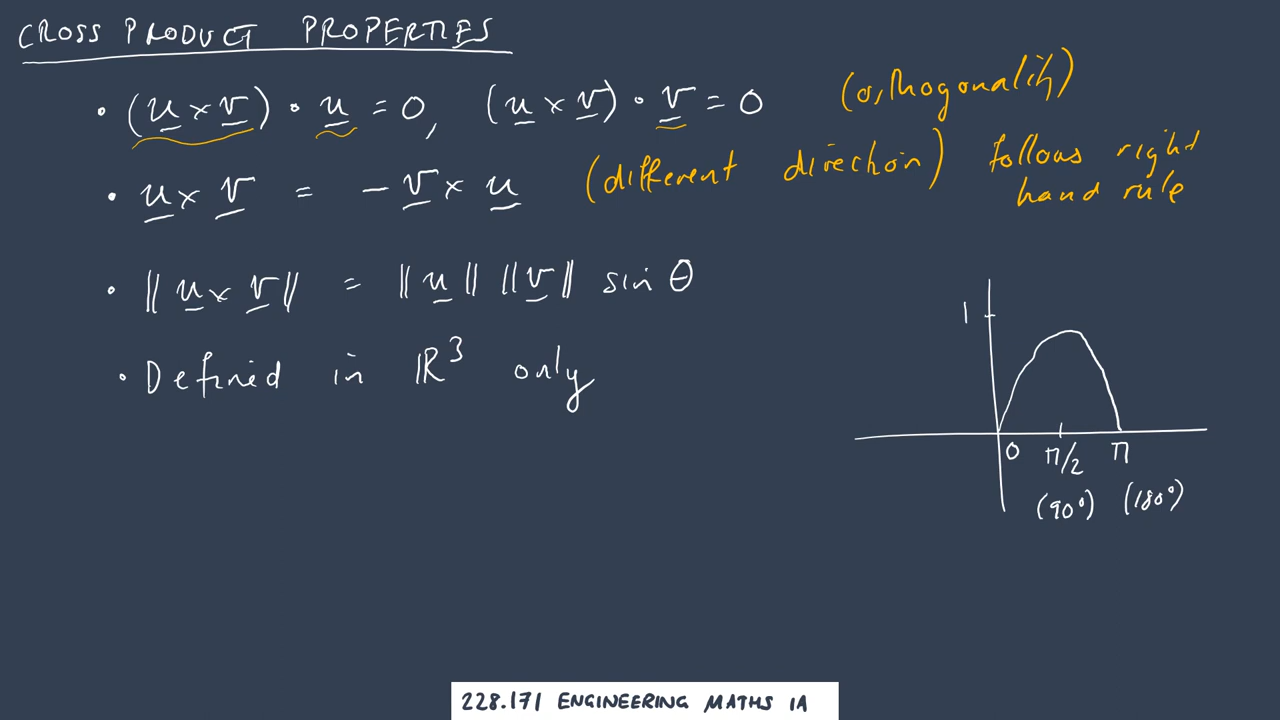 CROSS PRODUCT PROPERTIES
• (u × v) • u = 0, (u × v) • v = 0 (orthogonality)
• u × v = - v × u (different direction) follows right
hand rule
• ‖u × v‖ = ‖u‖ ‖v‖ sin θ
1
• Defined in ℝ³ only
0 π/2 π
(90°) (180°)
228.171 ENGINEERING MATHS 1A